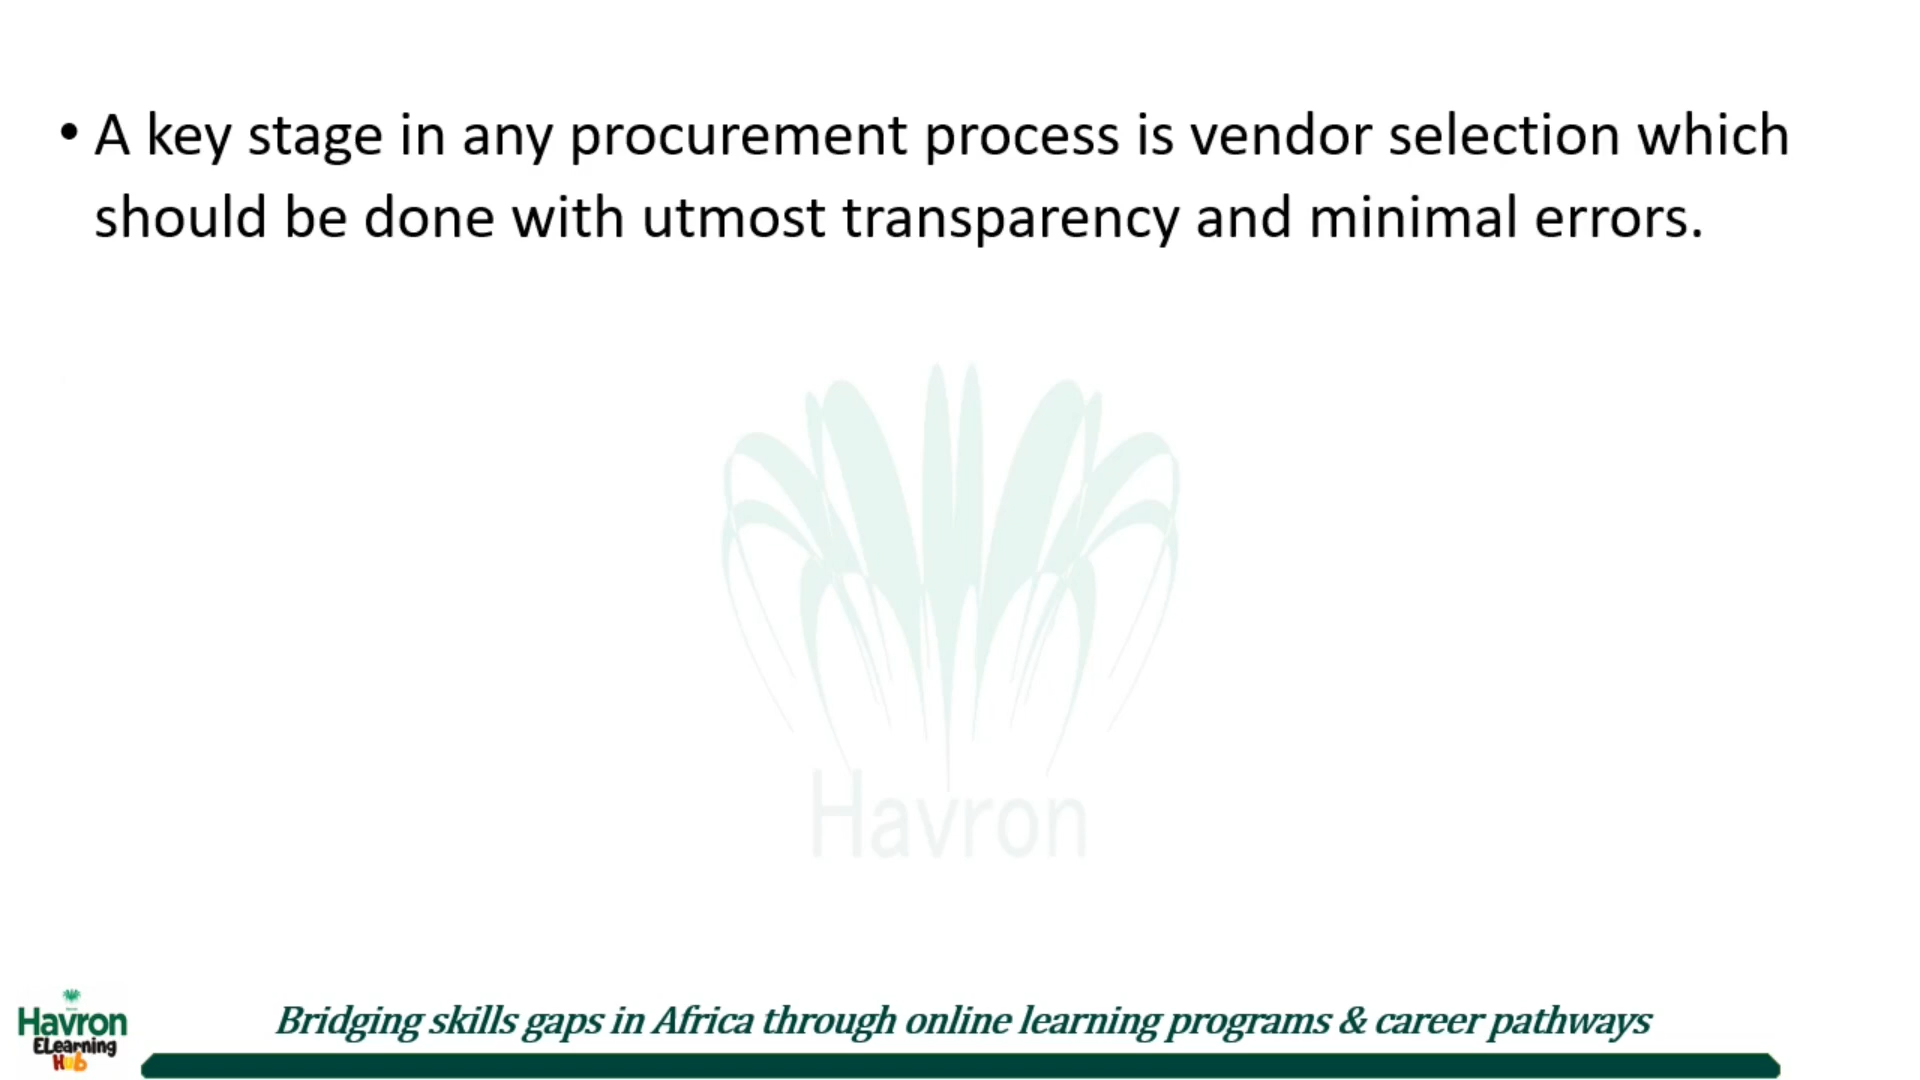 • A key stage in any procurement process is vendor selection which
should be done with utmost transparency and minimal errors.
Havron
Havron
ELearning
Hub
Bridging skills gaps in Africa through online learning programs & career pathways